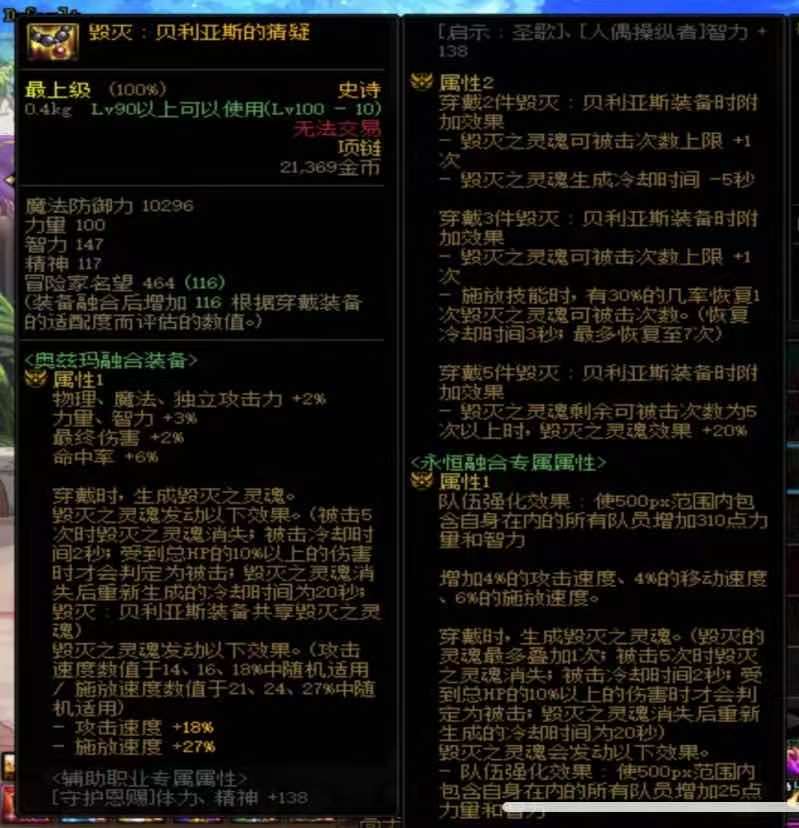 毁灭：贝利亚斯的猜疑
最上级 （100%）
史诗
0.4kg Lv90以上可以使用(Lv100 - 10)
无法交易
项链
21,369金币
魔法防御力 10296
力量 100
智力 147
精神 117
冒险家名望 464 (116)
(装备融合后增加 116 根据穿戴装备
的适配度而评估的数值。)
<奥兹玛融合装备>
属性1
物理、魔法、独立攻击力 +2%
力量、智力 +3%
最终伤害 +2%
命中率 +6%
穿戴时，生成毁灭之灵魂。
毁灭之灵魂发动以下效果。(被击5
次时毁灭之灵魂消失；被击冷却时
间2秒；受到总HP的10%以上的伤害
时才会判定为被击；毁灭之灵魂消
失后重新生成的冷却时间为20秒；
毁灭：贝利亚斯装备共享毁灭之灵
魂)
毁灭之灵魂发动以下效果。(攻击
速度数值于14、16、18%中随机适用
/ 施放速度数值于21、24、27%中随
机适用)
- 攻击速度 +18%
- 施放速度 +27%
<辅助职业专属属性>
[守护恩赐]体力、精神 +138
[启示：圣歌]、[人偶操纵者]智力 +
138
属性2
穿戴2件毁灭：贝利亚斯装备时附
加效果
- 毁灭之灵魂可被击次数上限 +1
次
- 毁灭之灵魂生成冷却时间 -5秒
穿戴3件毁灭：贝利亚斯装备时附
加效果
- 毁灭之灵魂可被击次数上限 +1
次
- 施放技能时，有30%的几率恢复1
次毁灭之灵魂可被击次数。(恢复
冷却时间3秒；最多恢复至7次)
穿戴5件毁灭：贝利亚斯装备时附
加效果
- 毁灭之灵魂剩余可被击次数为5
次以上时，毁灭之灵魂效果 +20%
<永恒融合专属属性>
属性1
队伍强化效果：使500px范围内包
含自身在内的所有队员增加310点力
量和智力
增加4%的攻击速度、4%的移动速度
、6%的施放速度。
穿戴时，生成毁灭之灵魂。(毁灭的
灵魂最多叠加1次；被击5次时毁灭之
灵魂消失；被击冷却时间2秒；受
到总HP的10%以上的伤害时才会判
定为被击；毁灭之灵魂消失后重新
生成的冷却时间为20秒)
毁灭之灵魂会发动以下效果。
- 队伍强化效果：使500px范围内
包含自身在内的所有队员增加25点
力量和智力